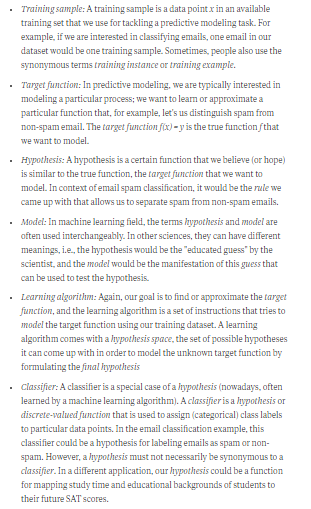 • Training sample: A training sample is a data point x in an available
training set that we use for tackling a predictive modeling task. For
example, if we are interested in classifying emails, one email in our
dataset would be one training sample. Sometimes, people also use the
synonymous terms training instance or training example.
• Target function: In predictive modeling, we are typically interested in
modeling a particular process; we want to learn or approximate a
particular function that, for example, let's us distinguish spam from
non-spam email. The target function f(x) = y is the true function f that
we want to model.
• Hypothesis: A hypothesis is a certain function that we believe (or hope)
is similar to the true function, the target function that we want to
model. In context of email spam classification, it would be the rule we
came up with that allows us to separate spam from non-spam emails.
• Model: In machine learning field, the terms hypothesis and model are
often used interchangeably. In other sciences, they can have different
meanings, i.e., the hypothesis would be the "educated guess" by the
scientist, and the model would be the manifestation of this guess that
can be used to test the hypothesis.
• Learning algorithm: Again, our goal is to find or approximate the target
function, and the learning algorithm is a set of instructions that tries to
model the target function using our training dataset. A learning
algorithm comes with a hypothesis space, the set of possible hypotheses
it can come up with in order to model the unknown target function by
formulating the final hypothesis
• Classifier: A classifier is a special case of a hypothesis (nowadays, often
learned by a machine learning algorithm). A classifier is a hypothesis or
discrete-valued function that is used to assign (categorical) class labels
to particular data points. In the email classification example, this
classifier could be a hypothesis for labeling emails as spam or non-
spam. However, a hypothesis must not necessarily be synonymous to a
classifier. In a different application, our hypothesis could be a function
for mapping study time and educational backgrounds of students to
their future SAT scores.